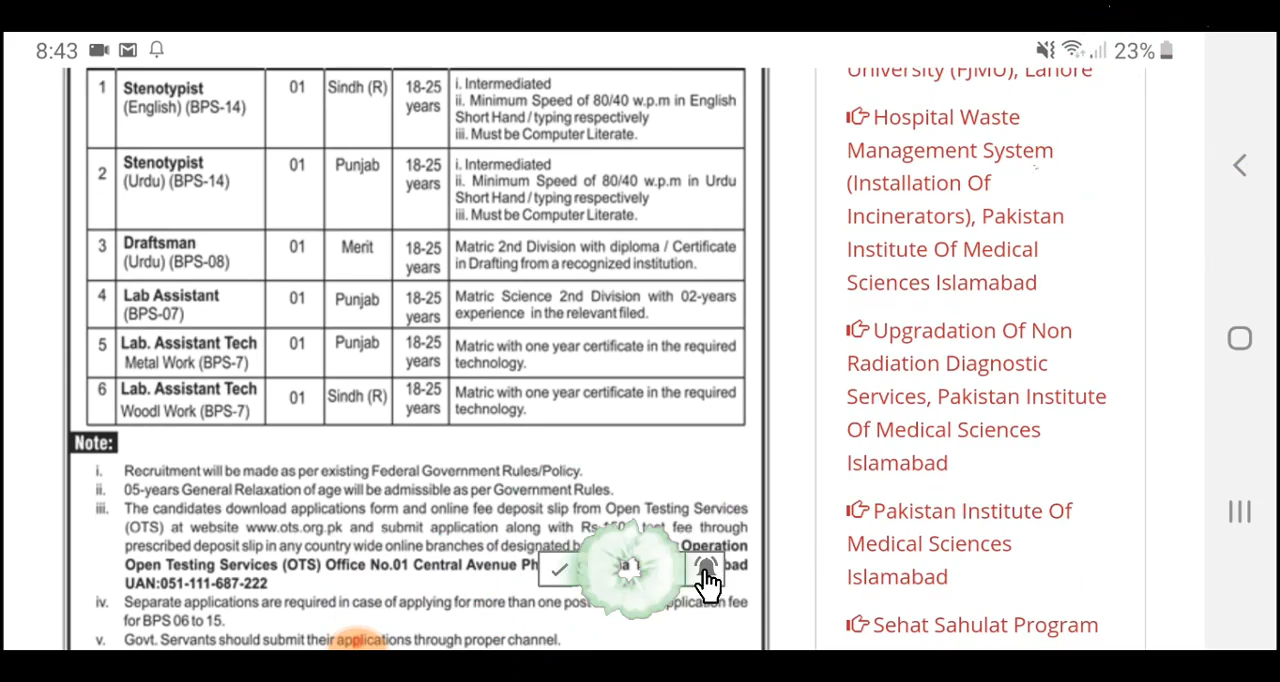 8:43
23%
1 Stenotypist 01 Sindh (R) 18-25 i. Intermediated
(English) (BPS-14) years ii. Minimum Speed of 80/40 w.p.m in English
Short Hand / typing respectively
iii. Must be Computer Literate.
2 Stenotypist 01 Punjab 18-25 i. Intermediated
(Urdu) (BPS-14) years ii. Minimum Speed of 80/40 w.p.m in Urdu
Short Hand / typing respectively
iii. Must be Computer Literate.
3 Draftsman 01 Merit 18-25 Matric 2nd Division with diploma / Certificate
(Urdu) (BPS-08) years in Drafting from a recognized institution.
4 Lab Assistant 01 Punjab 18-25 Matric Science 2nd Division with 02-years
(BPS-07) years experience in the relevant filed.
5 Lab. Assistant Tech 01 Punjab 18-25 Matric with one year certificate in the required
Metal Work (BPS-7) years technology.
6 Lab. Assistant Tech 01 Sindh (R) 18-25 Matric with one year certificate in the required
Woodl Work (BPS-7) years technology.
Note:
i. Recruitment will be made as per existing Federal Government Rules/Policy.
ii. 05-years General Relaxation of age will be admissible as per Government Rules.
iii. The candidates download applications form and online fee deposit slip from Open Testing Services
(OTS) at website www.ots.org.pk and submit application along with fee through
prescribed deposit slip in any country wide online branches of designated Operation
Open Testing Services (OTS) Office No.01 Central Avenue
UAN:051-111-687-222
iv. Separate applications are required in case of applying for more than one fee
for BPS 06 to 15.
v. Govt. Servants should submit their applications through proper channel.
University (FJMU), Lahore
Hospital Waste
Management System
(Installation Of
Incinerators), Pakistan
Institute Of Medical
Sciences Islamabad
Upgradation Of Non
Radiation Diagnostic
Services, Pakistan Institute
Of Medical Sciences
Islamabad
Pakistan Institute Of
Medical Sciences
Islamabad
Sehat Sahulat Program